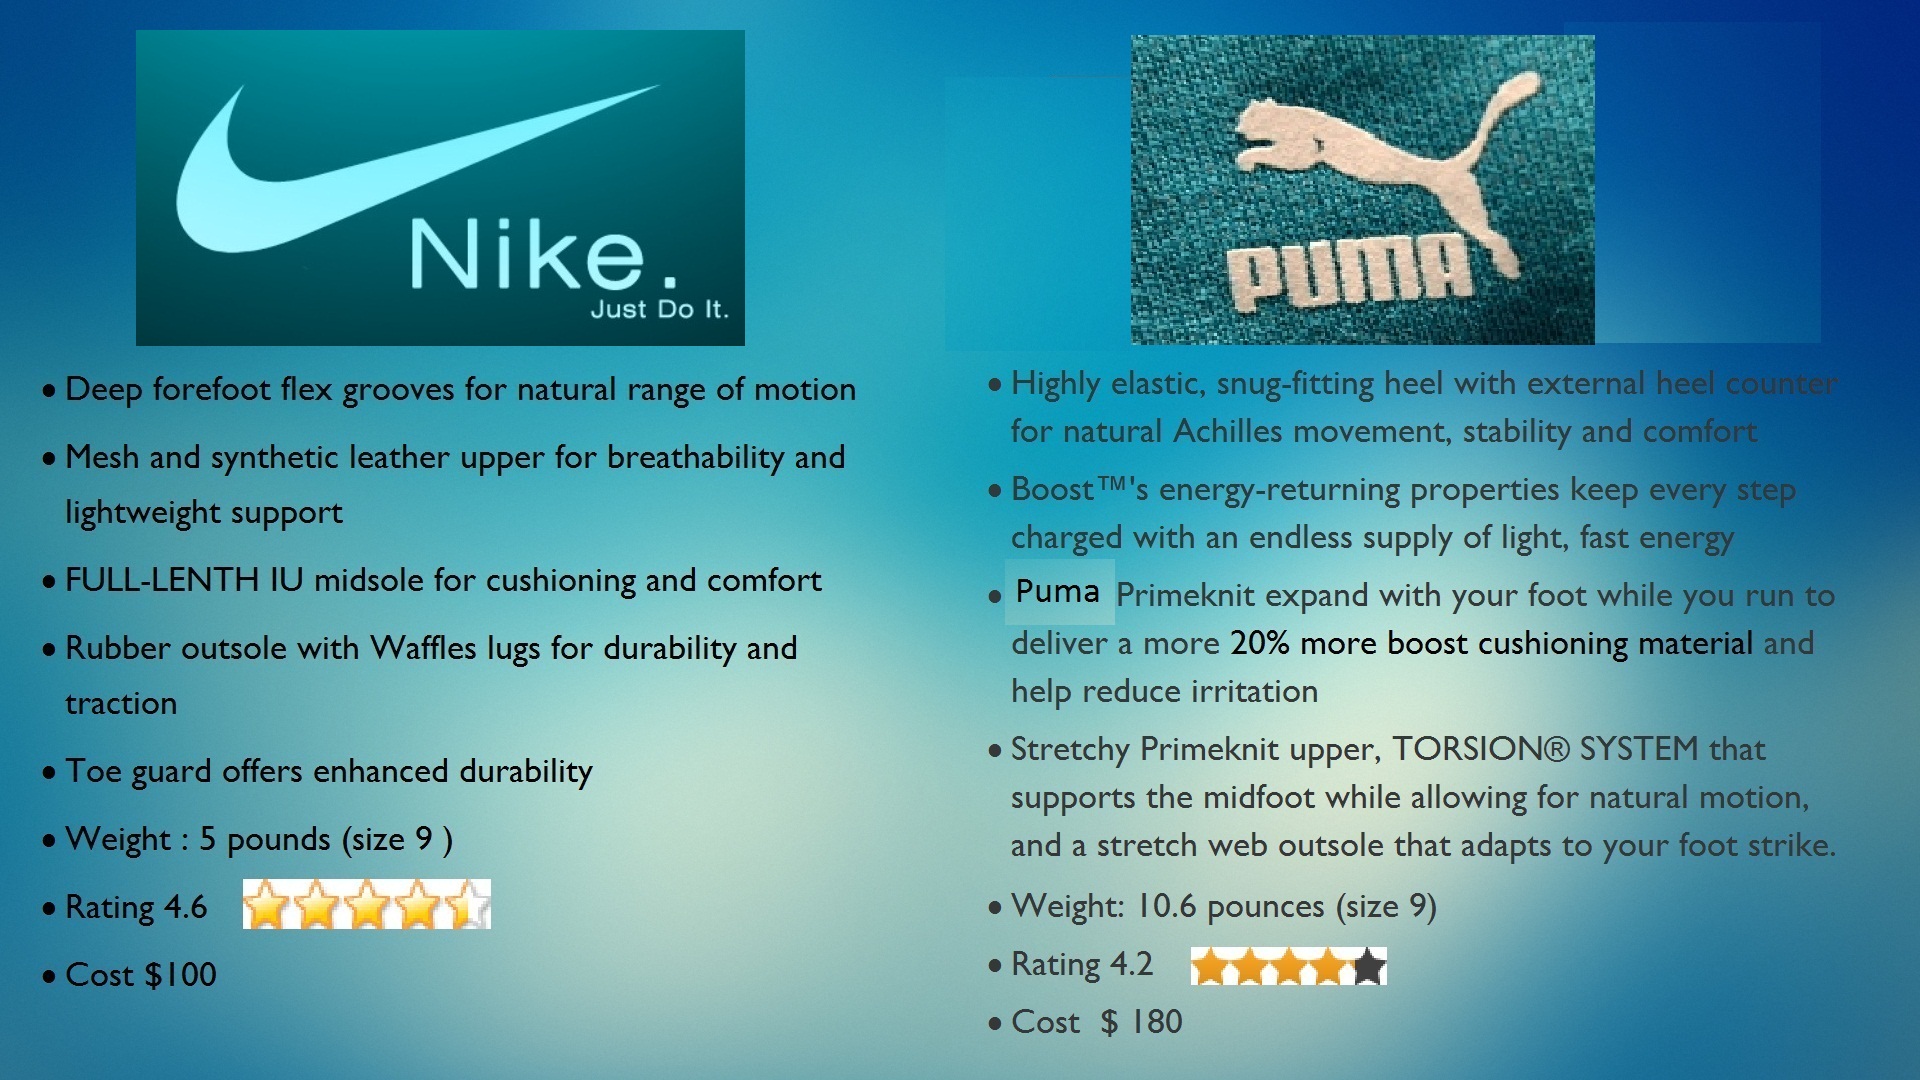 Nike.
Just Do It.
• Deep forefoot flex grooves for natural range of motion
• Mesh and synthetic leather upper for breathability and
lightweight support
• FULL-LENTH IU midsole for cushioning and comfort
• Rubber outsole with Waffles lugs for durability and
traction
• Toe guard offers enhanced durability
• Weight : 5 pounds (size 9 )
• Rating 4.6
• Cost $100
PUMA
• Highly elastic, snug-fitting heel with external heel counter
for natural Achilles movement, stability and comfort
• Boost™'s energy-returning properties keep every step
charged with an endless supply of light, fast energy
• Puma Primeknit expand with your foot while you run to
deliver a more 20% more boost cushioning material and
help reduce irritation
• Stretchy Primeknit upper, TORSION® SYSTEM that
supports the midfoot while allowing for natural motion,
and a stretch web outsole that adapts to your foot strike.
• Weight: 10.6 pounces (size 9)
• Rating 4.2
• Cost $ 180